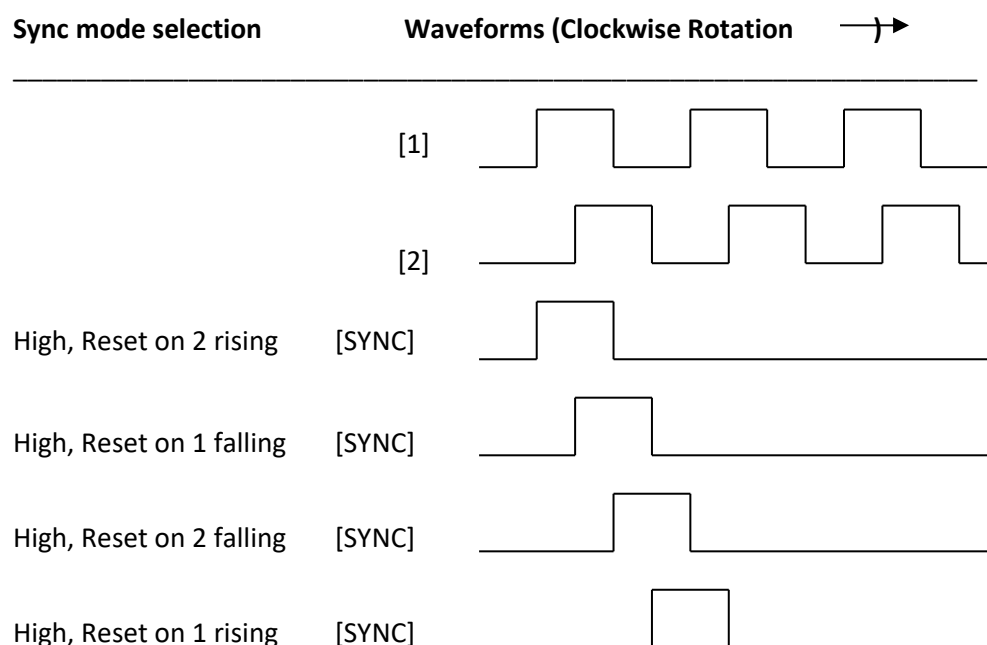 Sync mode selection Waveforms (Clockwise Rotation )
[1]
[2]
High, Reset on 2 rising [SYNC]
High, Reset on 1 falling [SYNC]
High, Reset on 2 falling [SYNC]
High, Reset on 1 rising [SYNC]